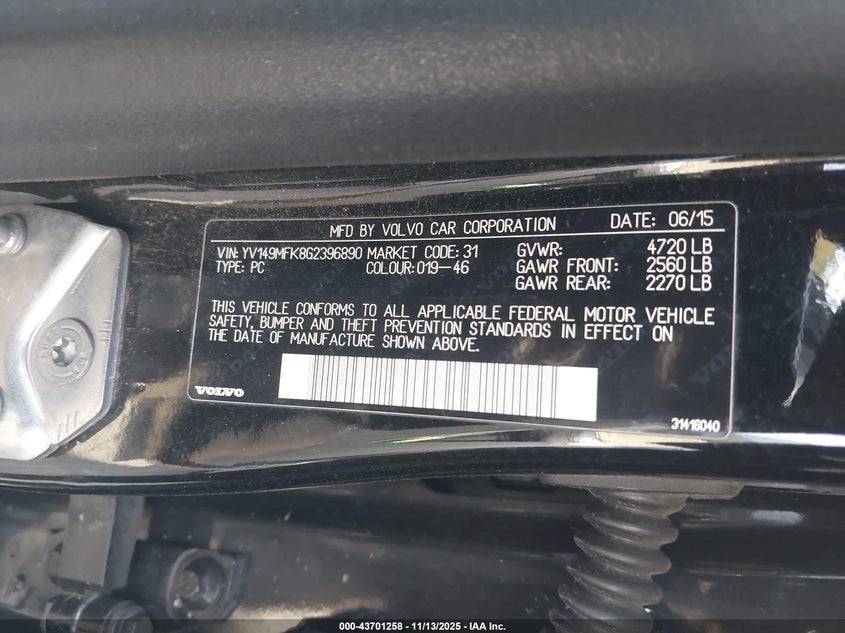 MFD BY VOLVO CAR CORPORATION DATE: 06/15
VIN: YV149MFK8G2396890 MARKET CODE: 31 GVWR: 4720 LB
TYPE: PC COLOUR: 019-46 GAWR FRONT: 2560 LB
GAWR REAR: 2270 LB
THIS VEHICLE CONFORMS TO ALL APPLICABLE FEDERAL MOTOR VEHICLE
SAFETY, BUMPER AND THEFT PREVENTION STANDARDS IN EFFECT ON
THE DATE OF MANUFACTURE SHOWN ABOVE.
VOLVO
31416040
000-43701258 - 11/13/2025 - IAA Inc.